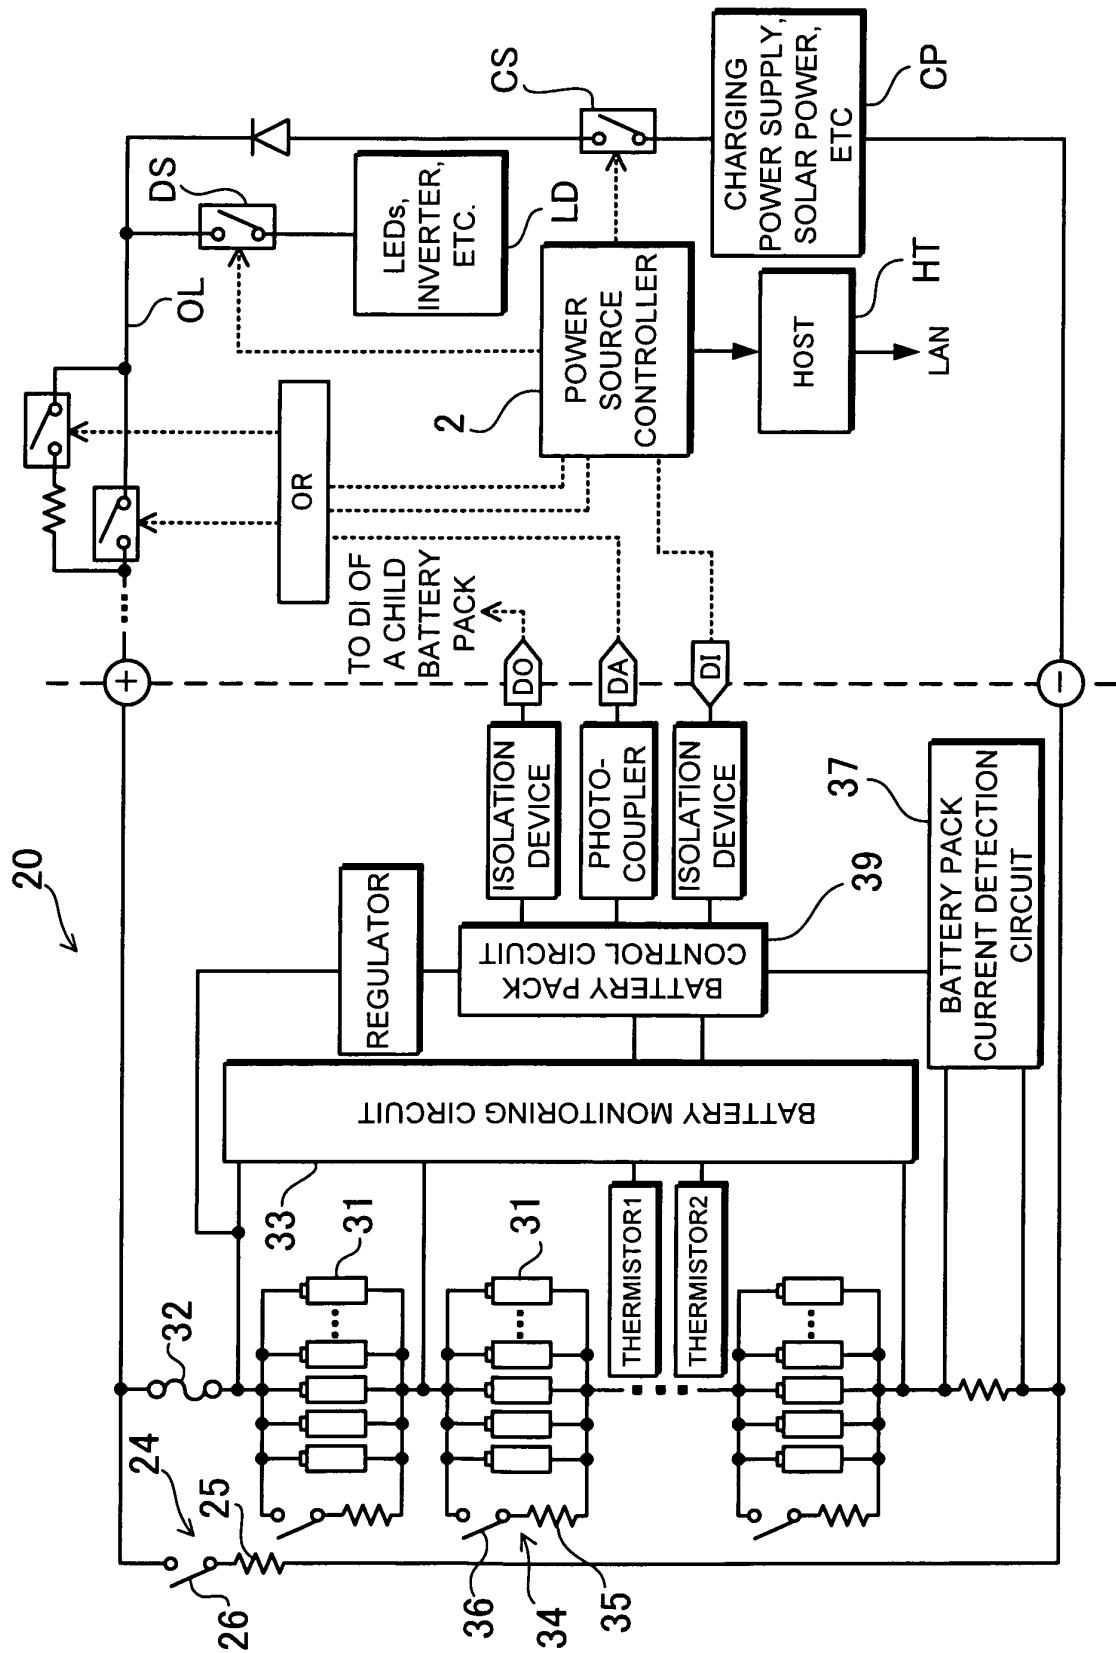 20
24
26
25
32
36
34
35
31
31
33
BATTERY MONITORING CIRCUIT
THERMISTOR1
THERMISTOR2
REGULATOR
BATTERY PACK
CONTROL CIRCUIT
39
BATTERY PACK
CURRENT DETECTION
CIRCUIT
37
ISOLATION
DEVICE
PHOTO-
COUPLER
ISOLATION
DEVICE
DO
DA
DI
+
−
TO DI OF
A CHILD
BATTERY
PACK
OR
OL
DS
LEDs,
INVERTER,
ETC.
LD
2
POWER
SOURCE
CONTROLLER
HOST
HT
LAN
CS
CHARGING
POWER SUPPLY,
SOLAR POWER,
ETC
CP